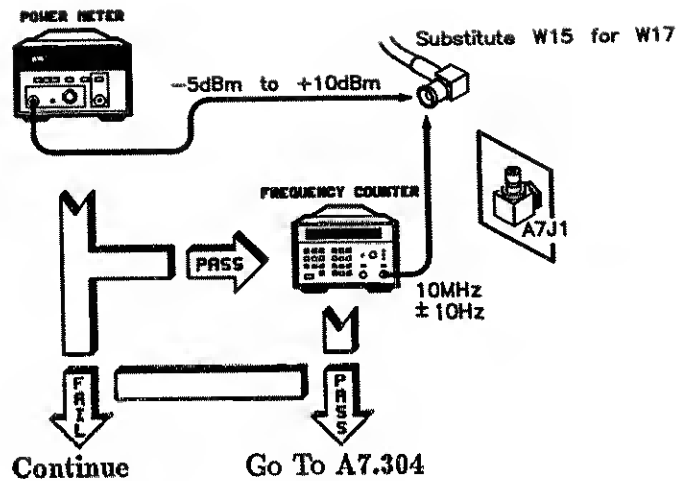 POWER METER
Substitute W15 for W17
−5dBm to +10dBm
FREQUENCY COUNTER
A7J1
PASS
10MHz
± 10Hz
FAIL
PASS
Continue
Go To A7.304